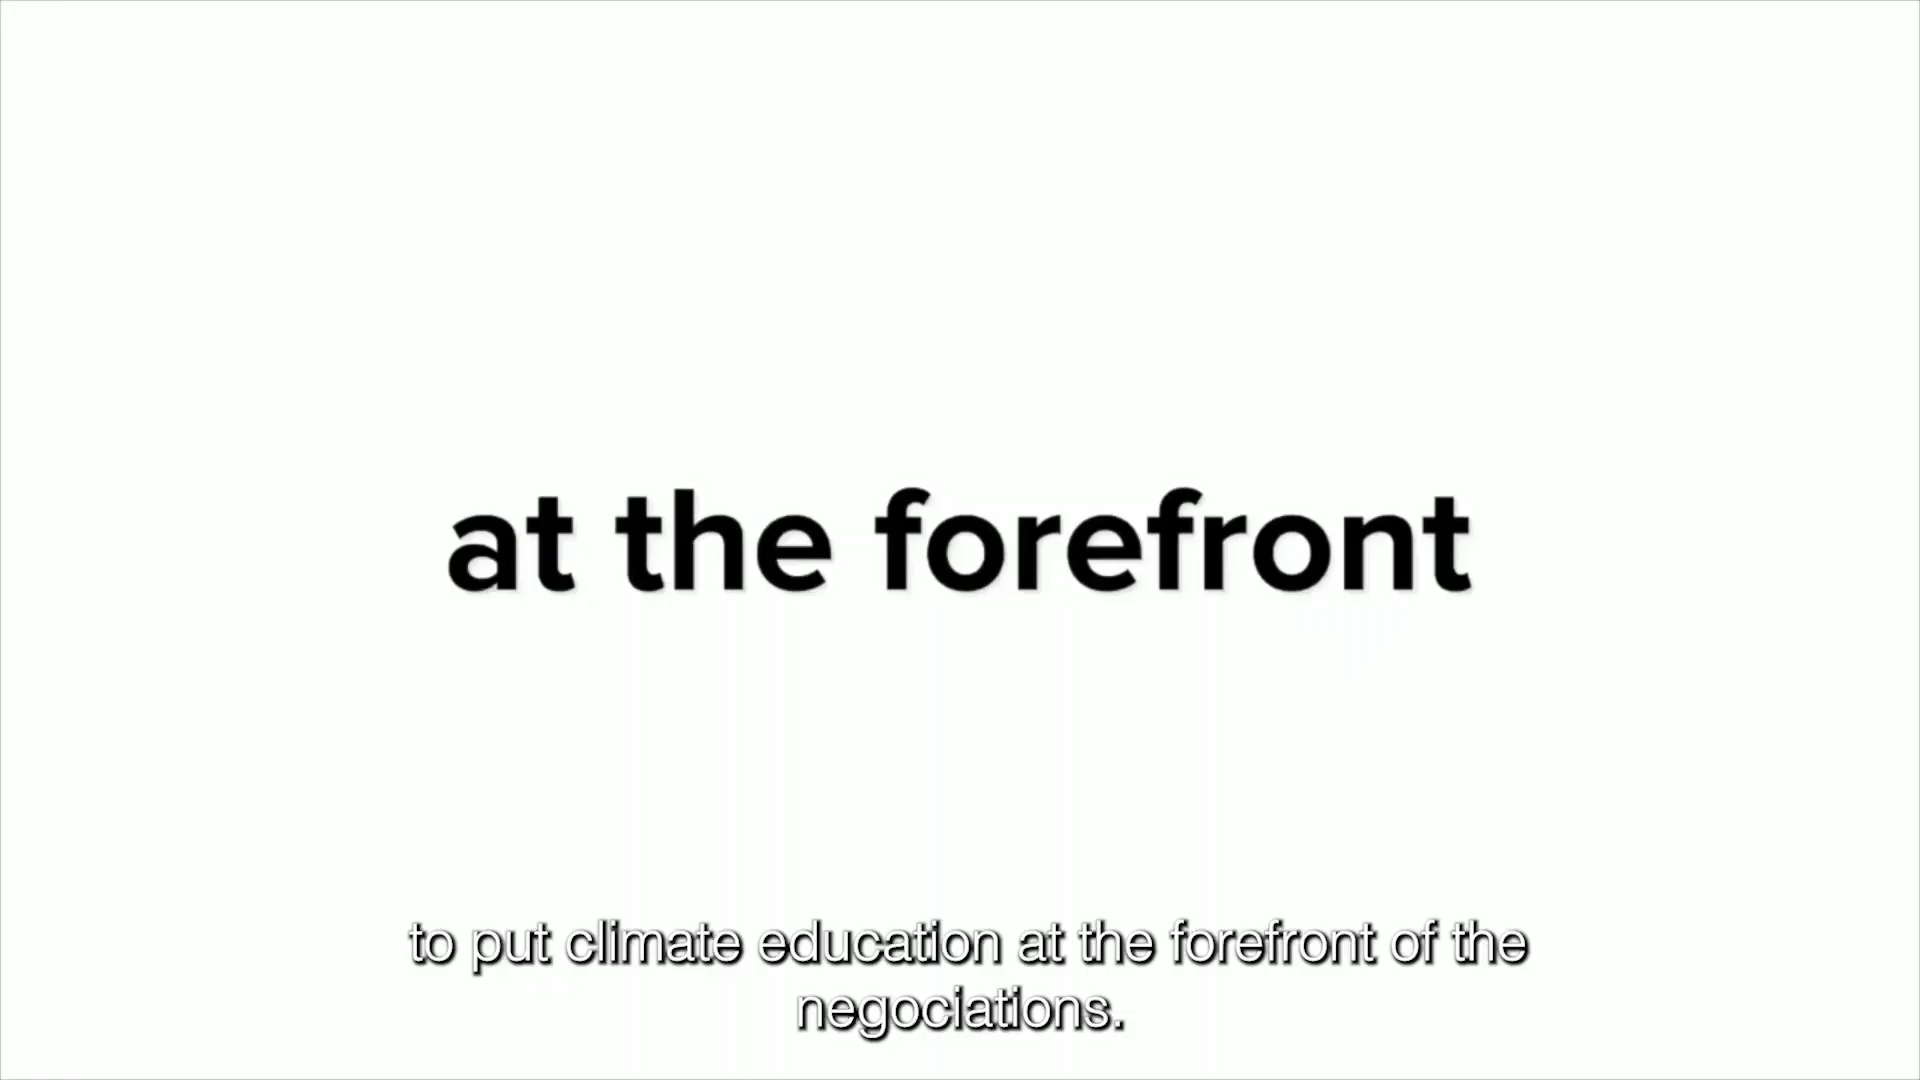 at the forefront
to put climate education at the forefront of the
negociations.